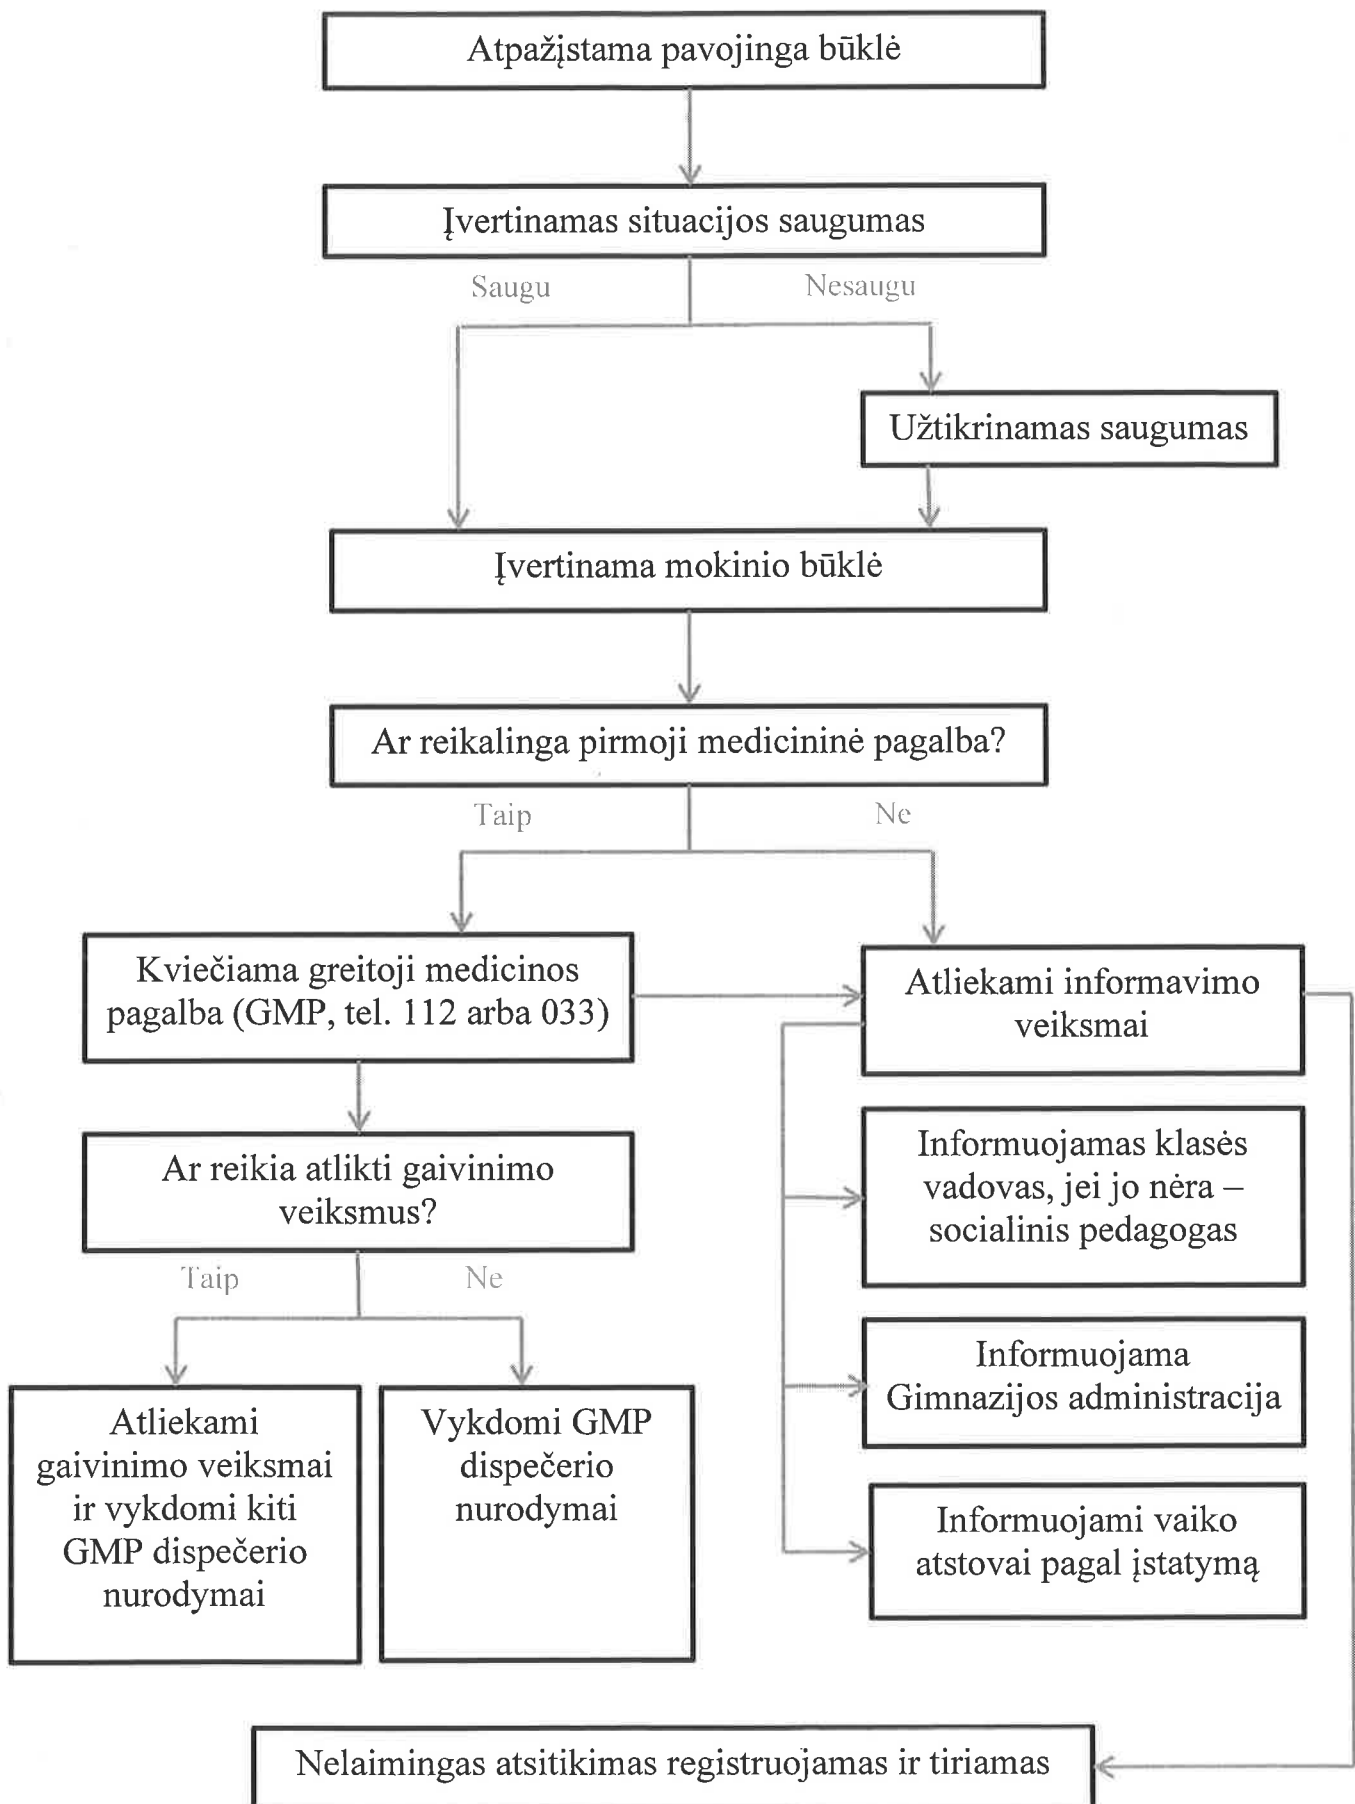 Atpažįstama pavojinga būklė
Įvertinamas situacijos saugumas
Saugu
Nesaugu
Užtikrinamas saugumas
Įvertinama mokinio būklė
Ar reikalinga pirmoji medicininė pagalba?
Taip
Ne
Kviečiama greitoji medicinos
pagalba (GMP, tel. 112 arba 033)
Atliekami informavimo
veiksmai
Ar reikia atlikti gaivinimo
veiksmus?
Informuojamas klasės
vadovas, jei jo nėra –
socialinis pedagogas
Taip
Ne
Informuojama
Gimnazijos administracija
Atliekami
gaivinimo veiksmai
ir vykdomi kiti
GMP dispečerio
nurodymai
Vykdomi GMP
dispečerio
nurodymai
Informuojami vaiko
atstovai pagal įstatymą
Nelaimingas atsitikimas registruojamas ir tiriamas